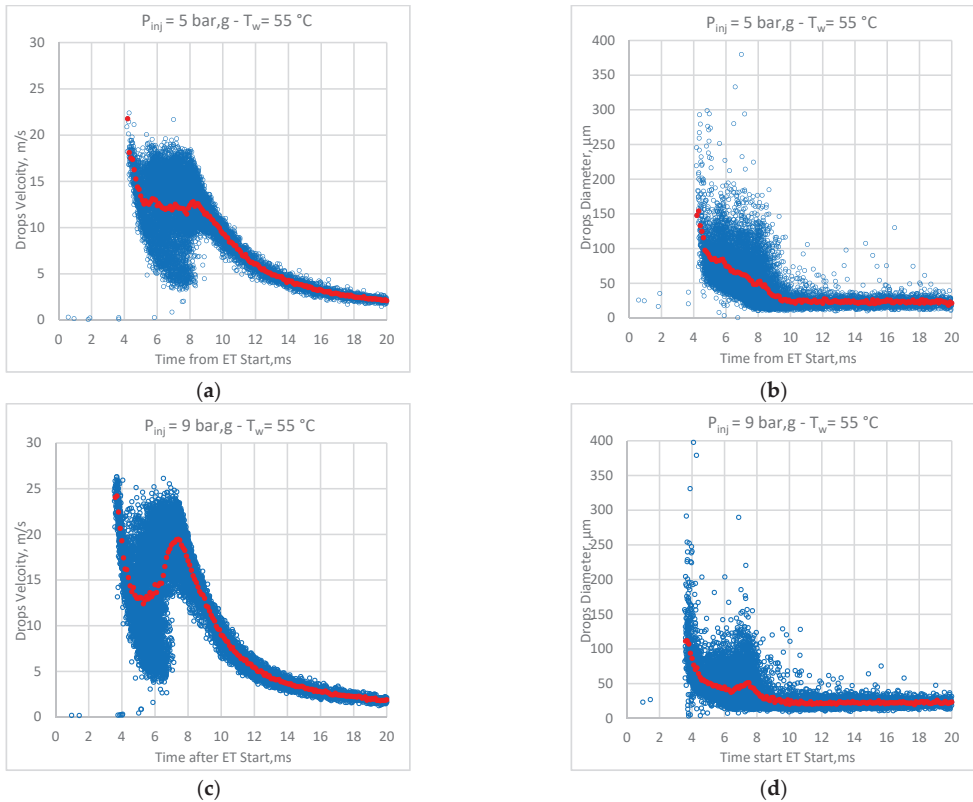 P_inj = 5 bar,g - T_w= 55 °C
30
25
20
15
10
5
0
Drops Velcoity, m/s
0 2 4 6 8 10 12 14 16 18 20
Time from ET Start,ms
(a)
P_inj = 5 bar,g - T_w= 55 °C
400
350
300
250
200
150
100
50
0
Drops Diameter, µm
0 2 4 6 8 10 12 14 16 18 20
Time from ET Start,ms
(b)
P_inj = 9 bar,g - T_w= 55 °C
30
25
20
15
10
5
0
Drops Velcoity, m/s
0 2 4 6 8 10 12 14 16 18 20
Time after ET Start,ms
(c)
P_inj = 9 bar,g - T_w= 55 °C
400
350
300
250
200
150
100
50
0
Drops Diameter, µm
0 2 4 6 8 10 12 14 16 18 20
Time start ET Start,ms
(d)